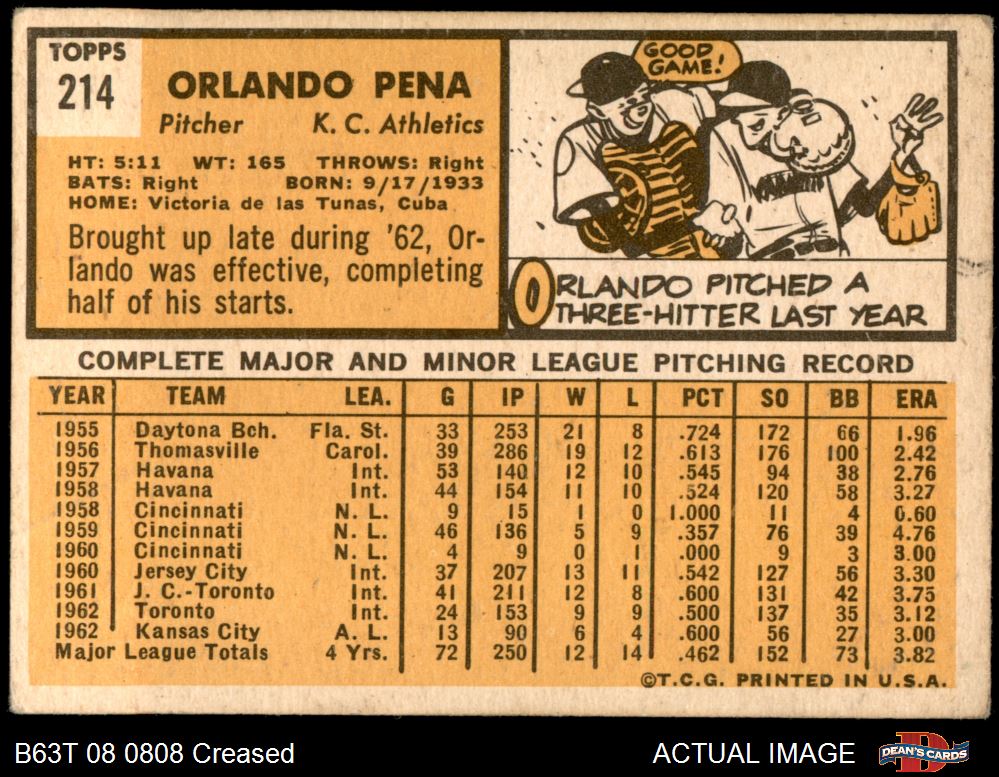 TOPPS
214
ORLANDO PENA
Pitcher K. C. Athletics
HT: 5:11 WT: 165 THROWS: Right
BATS: Right BORN: 9/17/1933
HOME: Victoria de las Tunas, Cuba
Brought up late during '62, Or-
lando was effective, completing
half of his starts.
GOOD
GAME!
ORLANDO PITCHED A
THREE-HITTER LAST YEAR
COMPLETE MAJOR AND MINOR LEAGUE PITCHING RECORD
YEAR TEAM LEA. G IP W L PCT SO BB ERA
1955 Daytona Bch. Fla. St. 33 253 21 8 .724 172 66 1.96
1956 Thomasville Carol. 39 286 19 12 .613 176 100 2.42
1957 Havana Int. 53 140 12 10 .545 94 38 2.76
1958 Havana Int. 44 154 11 10 .524 120 58 3.27
1958 Cincinnati N. L. 9 15 1 0 1.000 11 4 0.60
1959 Cincinnati N. L. 46 136 5 9 .357 76 39 4.76
1960 Cincinnati N. L. 4 9 0 1 .000 9 3 3.00
1960 Jersey City Int. 37 207 13 11 .542 127 56 3.30
1961 J. C.-Toronto Int. 41 211 12 8 .600 131 42 3.75
1962 Toronto Int. 24 153 9 9 .500 137 35 3.12
1962 Kansas City A. L. 13 90 6 4 .600 56 27 3.00
Major League Totals 4 Yrs. 72 250 12 14 .462 152 73 3.82
©T.C.G. PRINTED IN U.S.A.
B63T 08 0808 Creased ACTUAL IMAGE DEAN'S CARDS